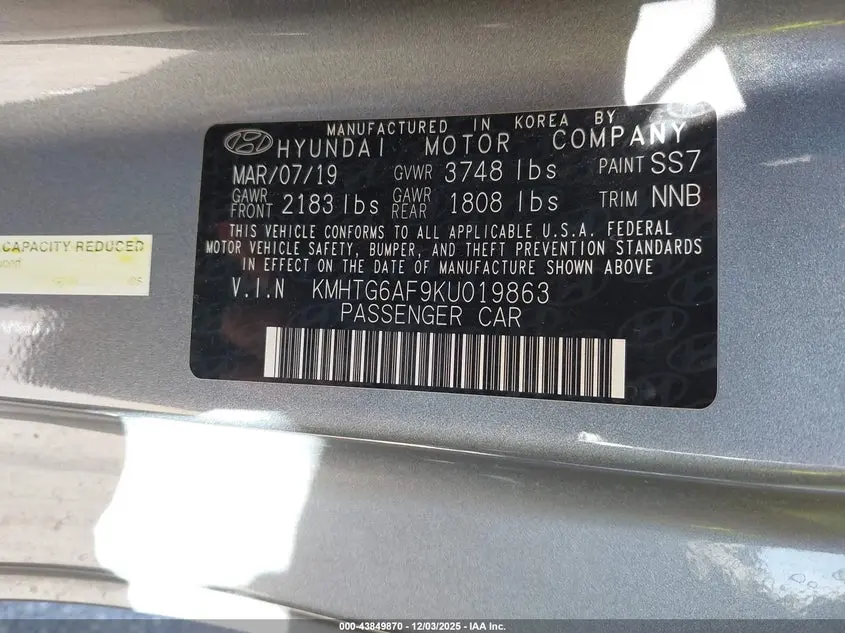 MANUFACTURED IN KOREA BY
HYUNDAI MOTOR COMPANY
MAR/07/19 GVWR 3748 lbs PAINT SS7
GAWR FRONT 2183 lbs GAWR REAR 1808 lbs TRIM NNB
THIS VEHICLE CONFORMS TO ALL APPLICABLE U.S.A. FEDERAL
MOTOR VEHICLE SAFETY, BUMPER, AND THEFT PREVENTION STANDARDS
IN EFFECT ON THE DATE OF MANUFACTURE SHOWN ABOVE
V.I.N KMHTG6AF9KU019863
PASSENGER CAR
CAPACITY REDUCED
000-43849870 - 12/03/2025 - IAA Inc.